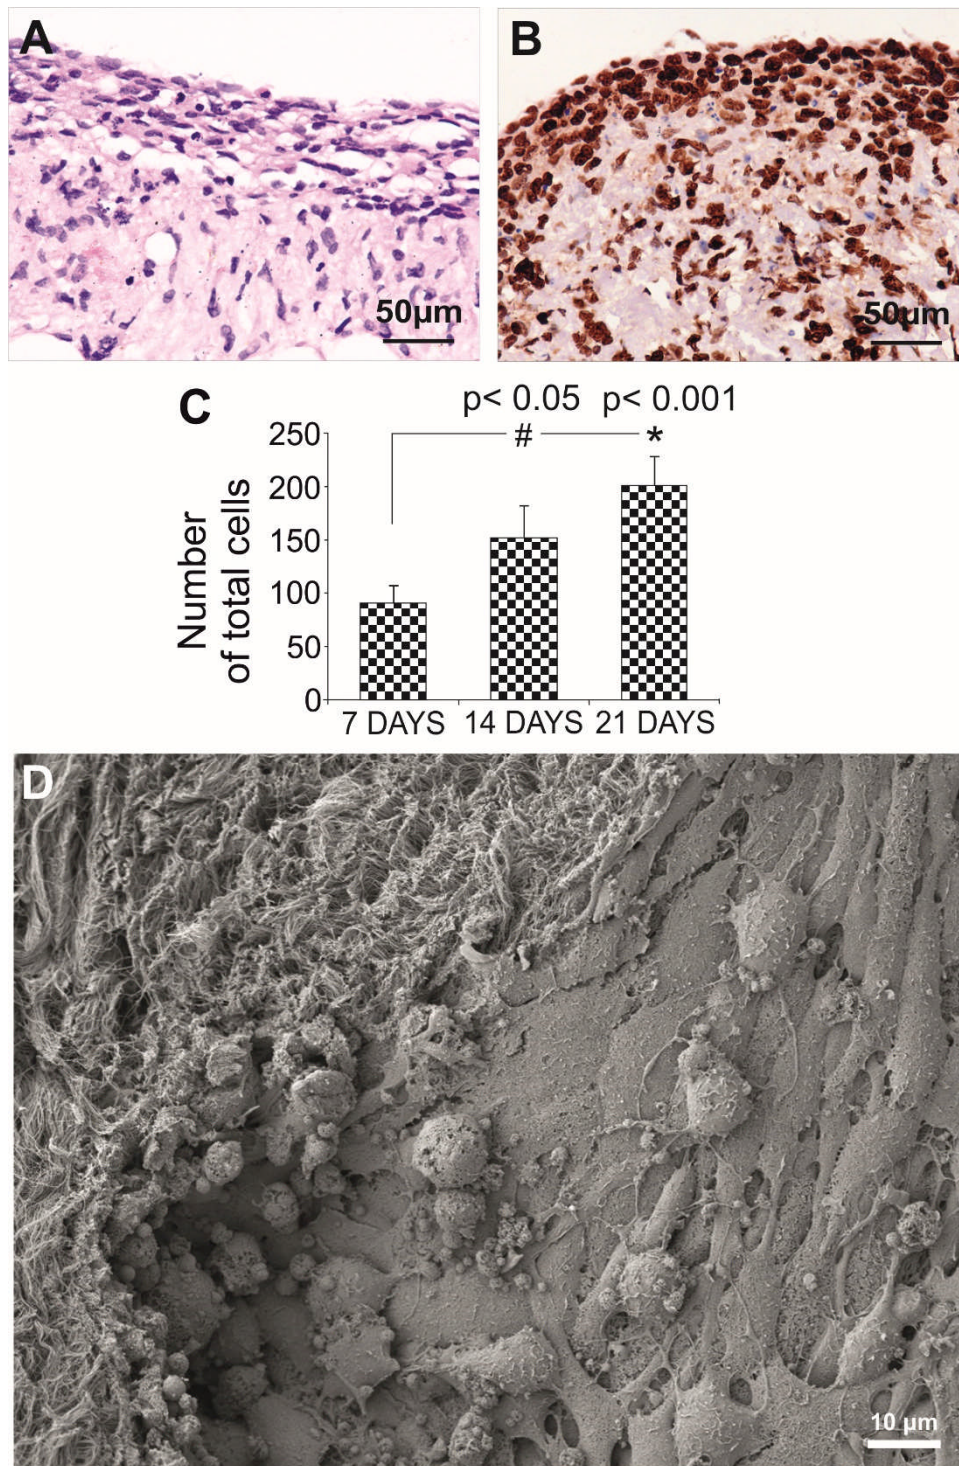 A
B
50µm
50µm
C
p< 0.05 p< 0.001
# *
250
200
150
100
50
0
Number
of total cells
7 DAYS 14 DAYS 21 DAYS
D
10 µm